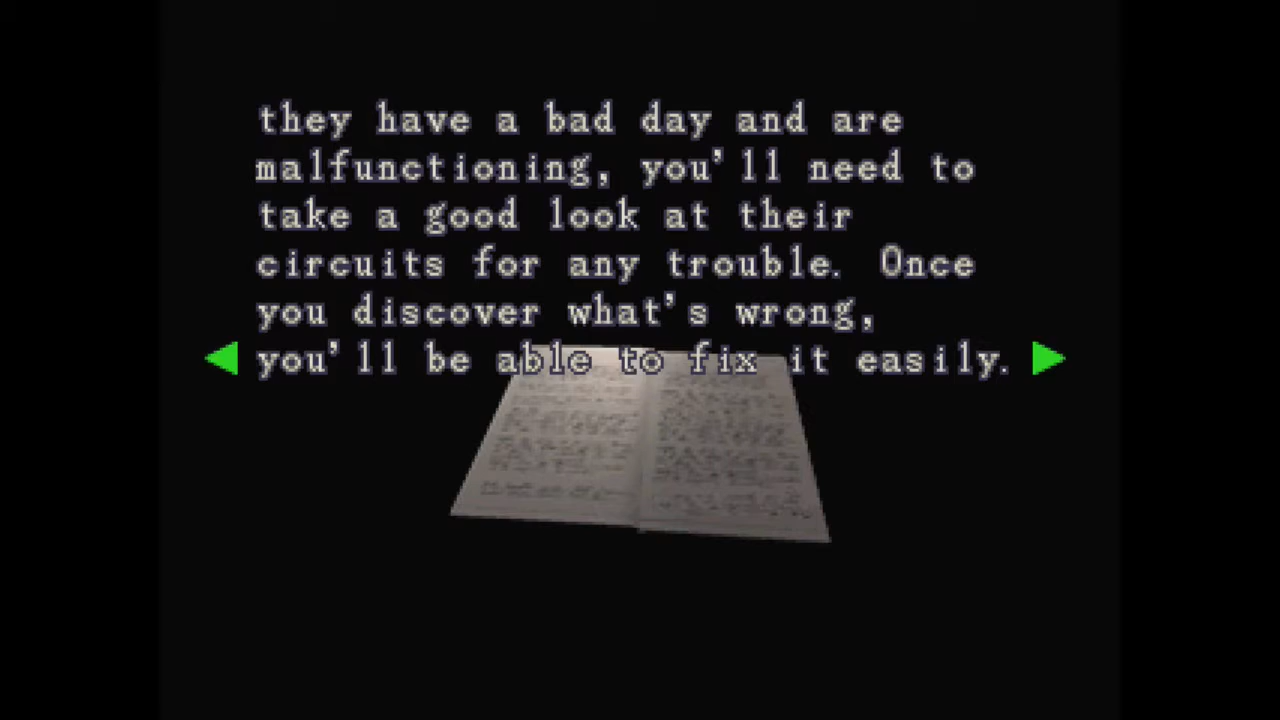 they have a bad day and are
malfunctioning, you'll need to
take a good look at their
circuits for any trouble. Once
you discover what's wrong,
you'll be able to fix it easily.